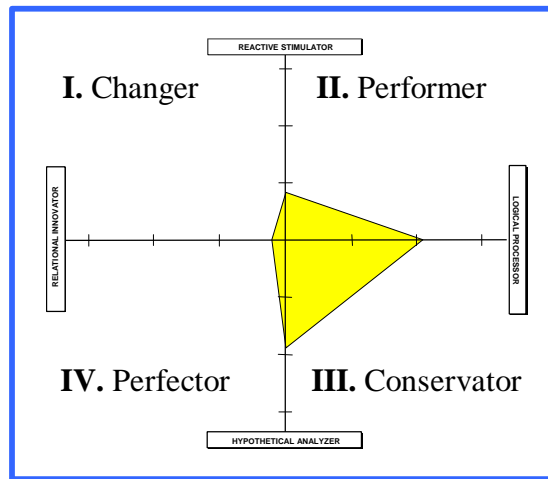 REACTIVE STIMULATOR
I. Changer
II. Performer
RELATIONAL INNOVATOR
LOGICAL PROCESSOR
IV. Perfector
III. Conservator
HYPOTHETICAL ANALYZER